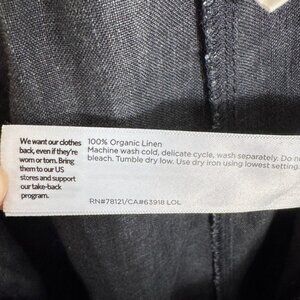 We want our clothes
back, even if they're
worn or torn. Bring
them to our US
stores and support
our take-back
program.
100% Organic Linen
Machine wash cold, delicate cycle, wash separately. Do no
bleach. Tumble dry low. Use dry iron using lowest setting.
RN#78121/CA#63918 LOL